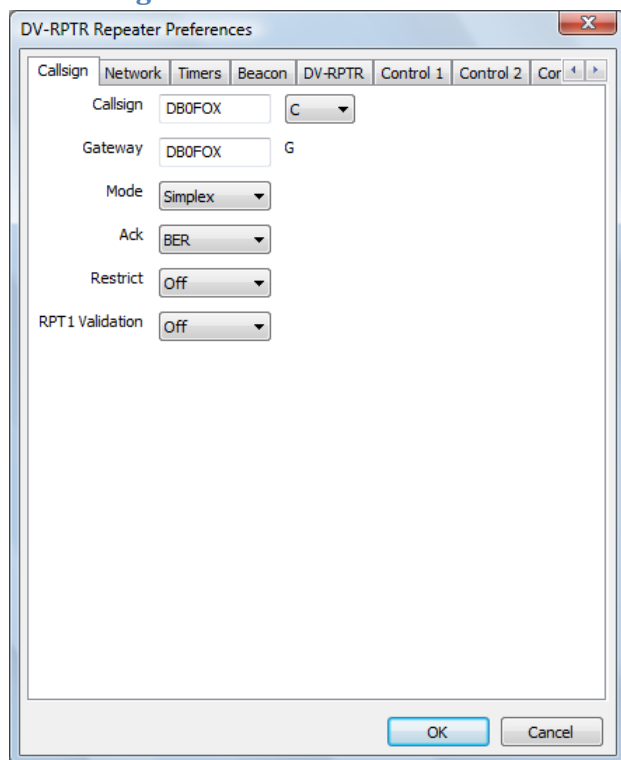 DV-RPTR Repeater Preferences
Callsign Network Timers Beacon DV-RPTR Control 1 Control 2 Cor
Callsign DB0FOX C
Gateway DB0FOX G
Mode Simplex
Ack BER
Restrict Off
RPT1 Validation Off
OK Cancel